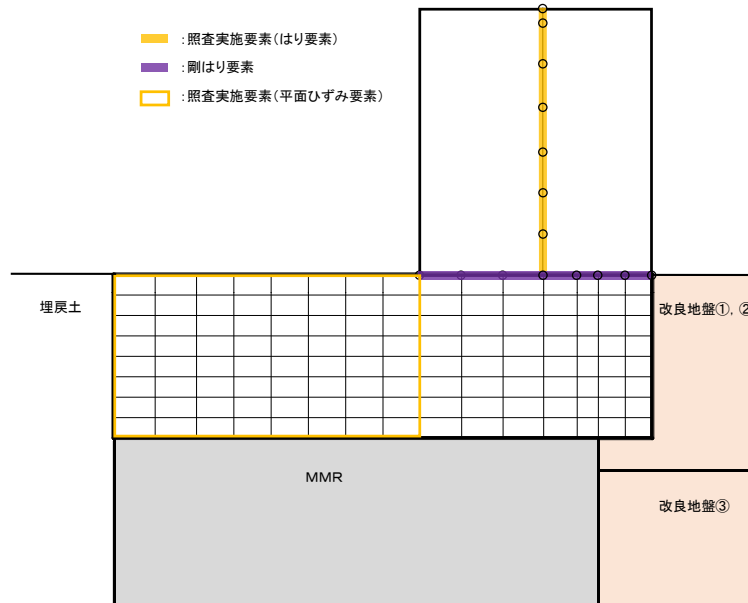 ：照査実施要素（はり要素）
：剛はり要素
：照査実施要素（平面ひずみ要素）
埋戻土
改良地盤①，②
MMR
改良地盤③